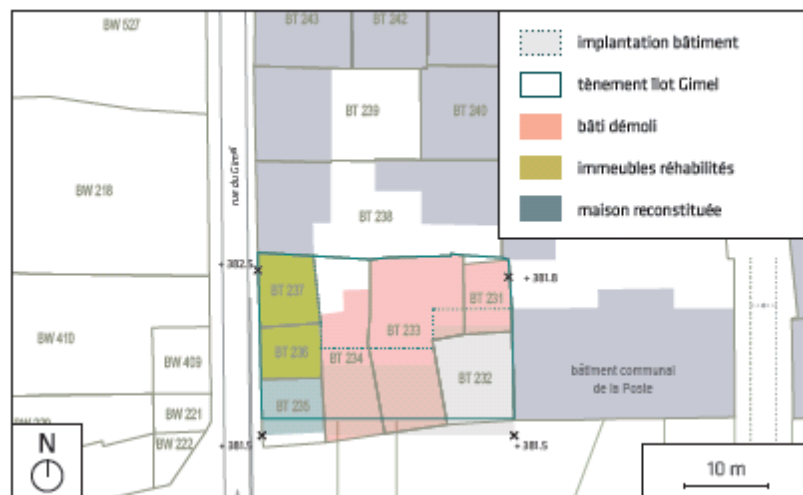 BW 527
BT 243
BT 242
implantation bâtiment
tènement îlot Gimel
BT 239
BT 240
bâti démoli
immeubles réhabilités
rue du Gimel
BW 218
BT 238
maison reconstituée
+ 382.5
+ 381.8
BT 237
BT 231
BT 233
BW 410
BT 236
BT 234
BW 409
BT 232
bâtiment communal
de la Poste
BT 235
BW 221
BW 222
+ 381.5
+ 381.5
N
10 m